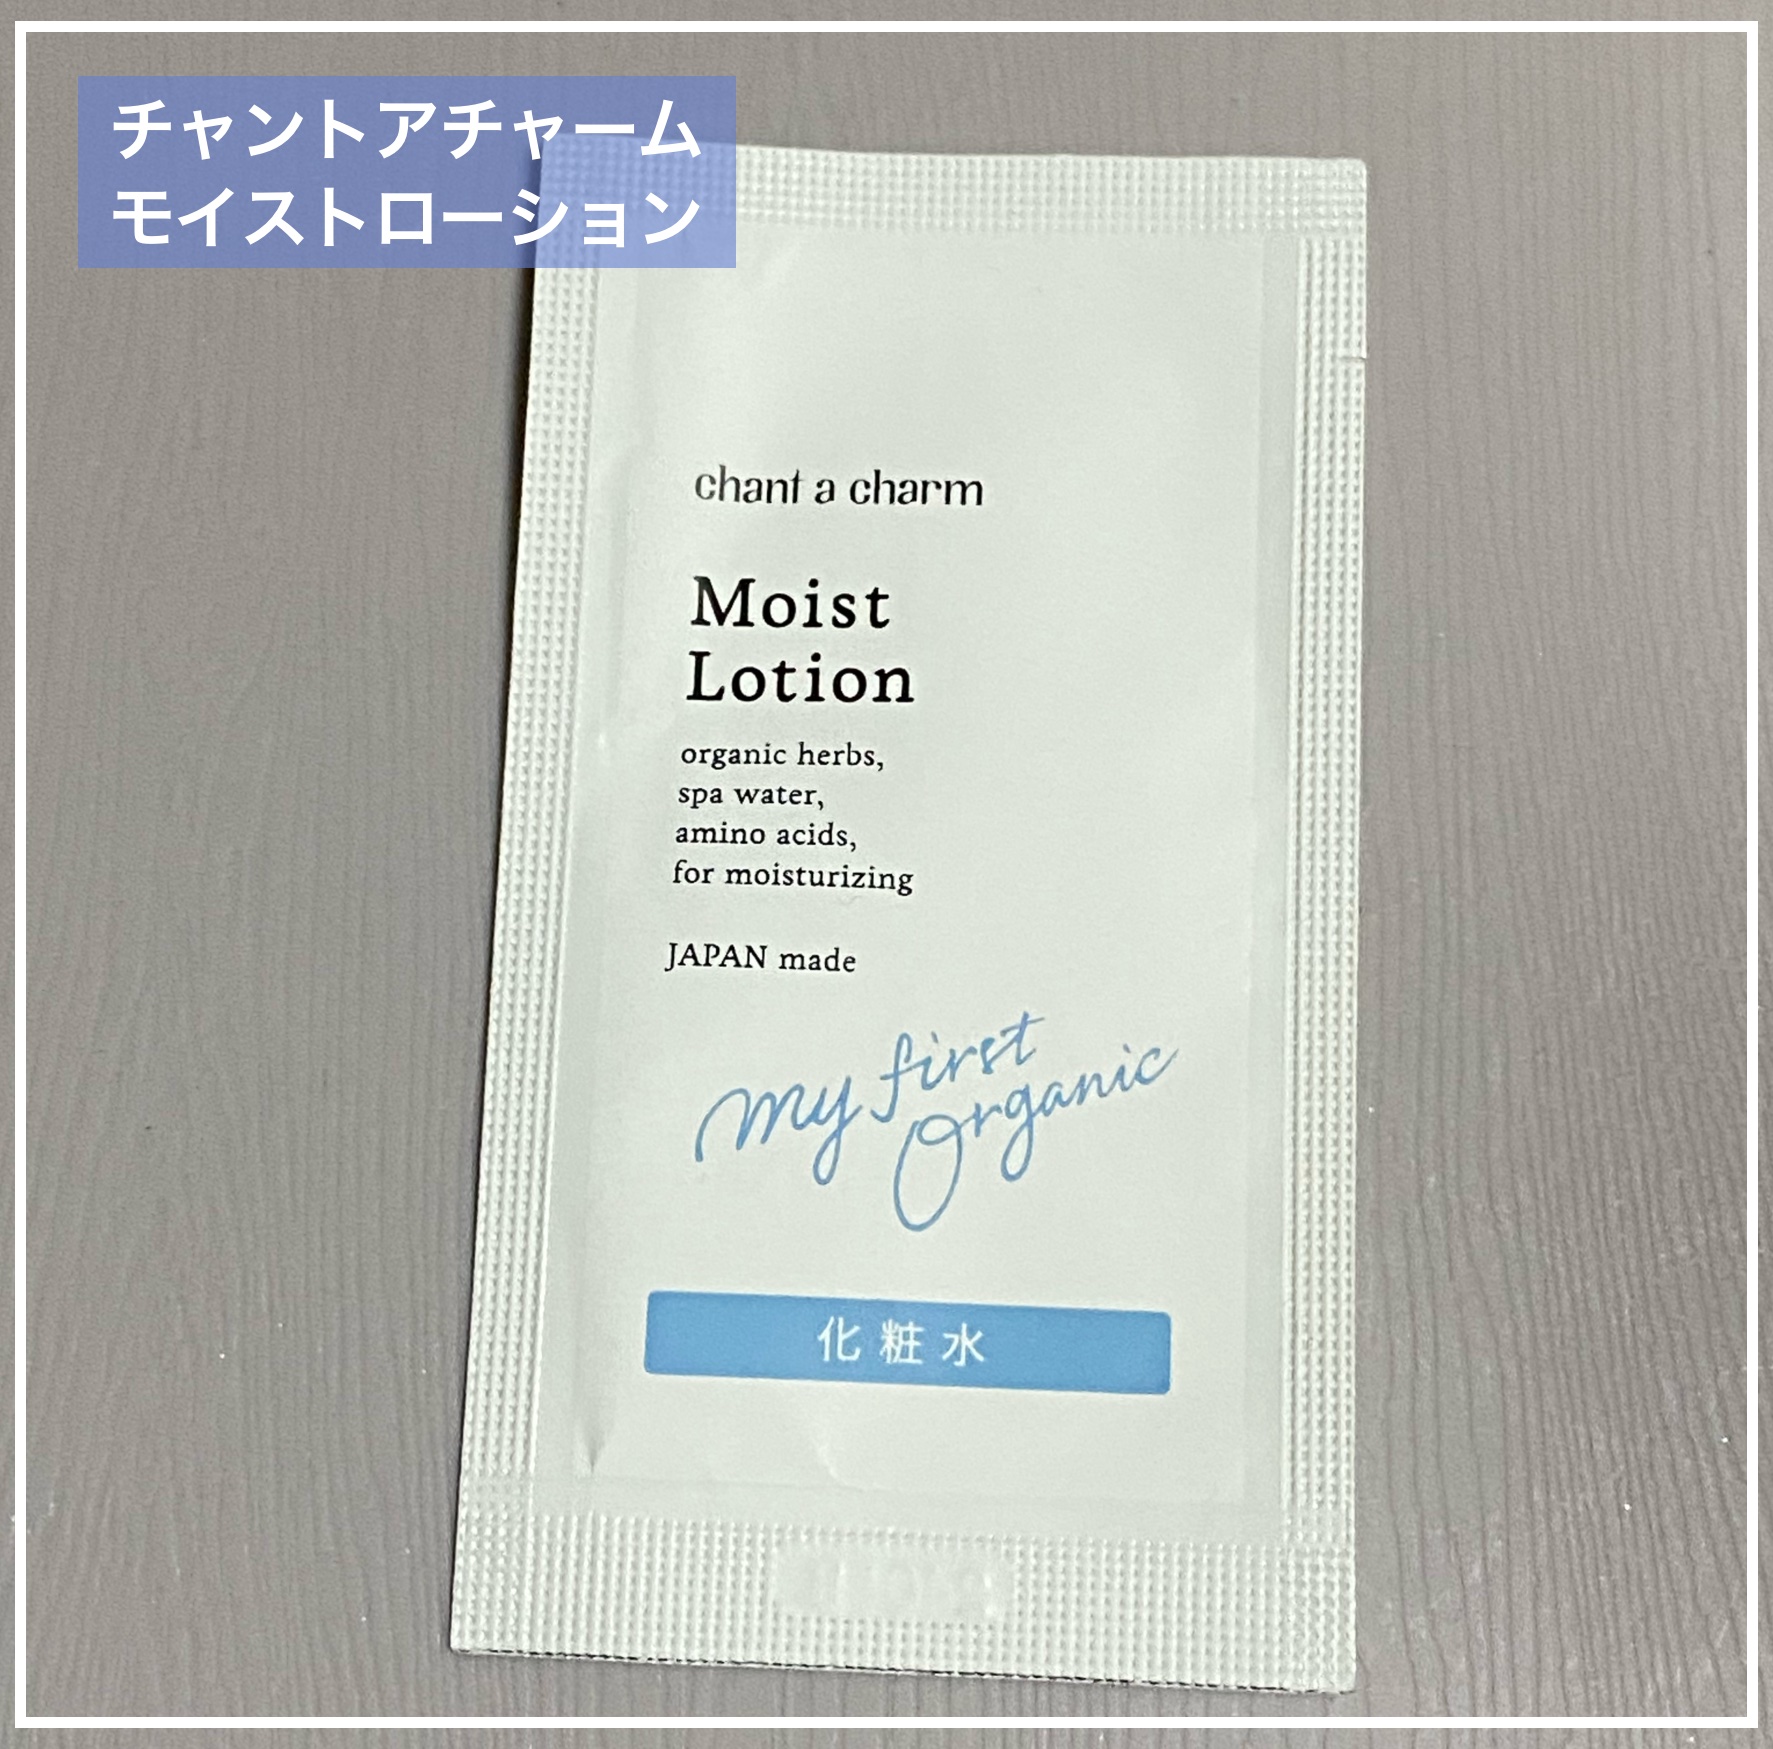 チャントアチャーム
モイストローション
chant a charm
Moist
Lotion
organic herbs,
spa water,
amino acids,
for moisturizing
JAPAN made
my first
Organic
化粧水